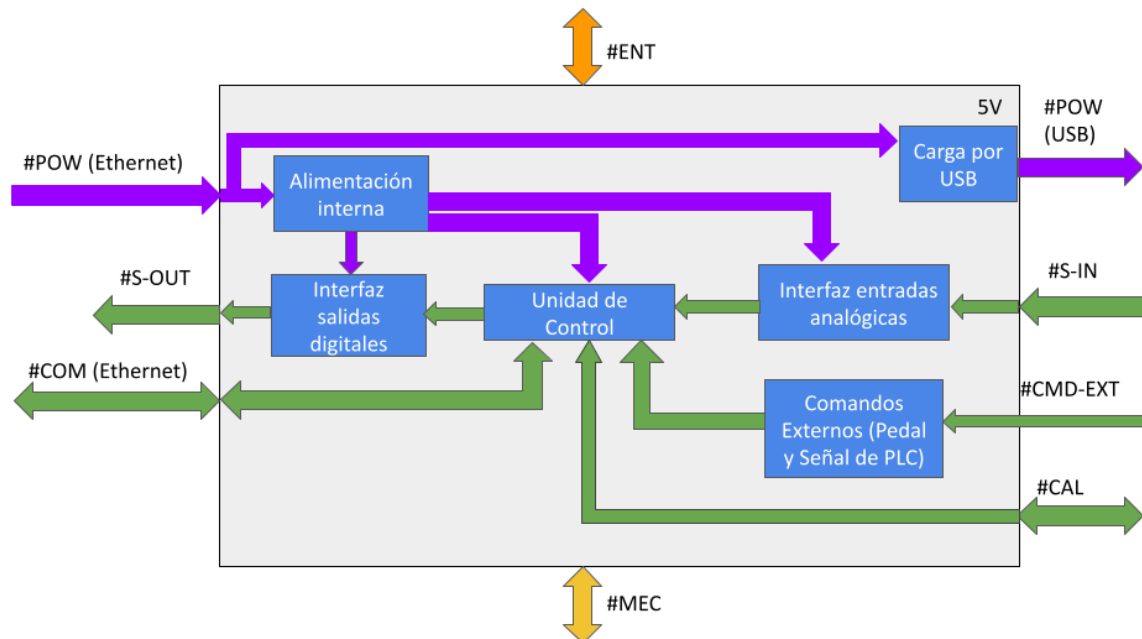 #ENT
5V
#POW
(USB)
#POW (Ethernet)
Carga por
USB
Alimentación
interna
#S-OUT
#S-IN
Interfaz
salidas
digitales
Unidad de
Control
Interfaz entradas
analógicas
#COM (Ethernet)
#CMD-EXT
Comandos
Externos (Pedal
y Señal de PLC)
#CAL
#MEC